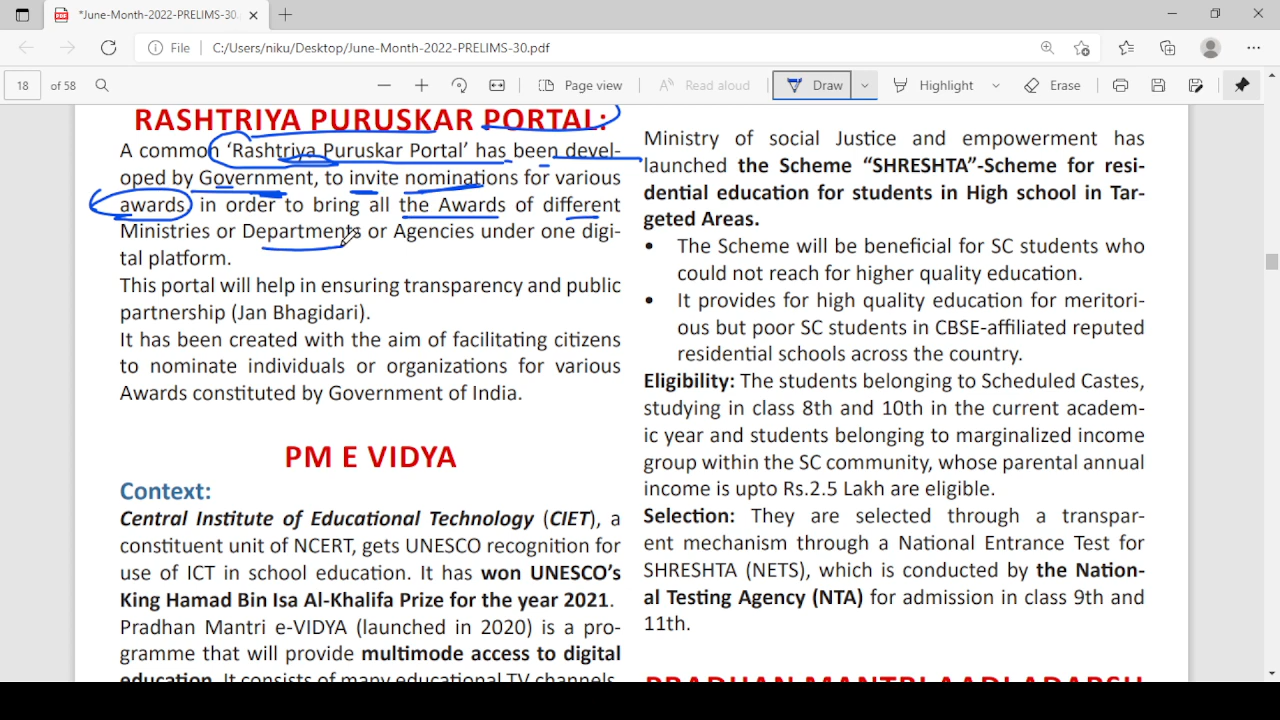 *June-Month-2022-PRELIMS-30.
File C:/Users/niku/Desktop/June-Month-2022-PRELIMS-30.pdf
18 of 58 Page view Read aloud Draw Highlight Erase
RASHTRIYA PURUSKAR PORTAL:
A common ‘Rashtriya Puruskar Portal’ has been devel-
oped by Government, to invite nominations for various
awards in order to bring all the Awards of different
Ministries or Departments or Agencies under one digi-
tal platform.
This portal will help in ensuring transparency and public
partnership (Jan Bhagidari).
It has been created with the aim of facilitating citizens
to nominate individuals or organizations for various
Awards constituted by Government of India.
PM E VIDYA
Context:
Central Institute of Educational Technology (CIET), a
constituent unit of NCERT, gets UNESCO recognition for
use of ICT in school education. It has won UNESCO’s
King Hamad Bin Isa Al-Khalifa Prize for the year 2021.
Pradhan Mantri e-VIDYA (launched in 2020) is a pro-
gramme that will provide multimode access to digital
education. It consists of many educational TV channels,
Ministry of social Justice and empowerment has
launched the Scheme “SHRESHTA”-Scheme for resi-
dential education for students in High school in Tar-
geted Areas.
• The Scheme will be beneficial for SC students who
could not reach for higher quality education.
• It provides for high quality education for meritori-
ous but poor SC students in CBSE-affiliated reputed
residential schools across the country.
Eligibility: The students belonging to Scheduled Castes,
studying in class 8th and 10th in the current academ-
ic year and students belonging to marginalized income
group within the SC community, whose parental annual
income is upto Rs.2.5 Lakh are eligible.
Selection: They are selected through a transpar-
ent mechanism through a National Entrance Test for
SHRESHTA (NETS), which is conducted by the Nation-
al Testing Agency (NTA) for admission in class 9th and
11th.
PRADHAN MANTRI AADI ADARSH